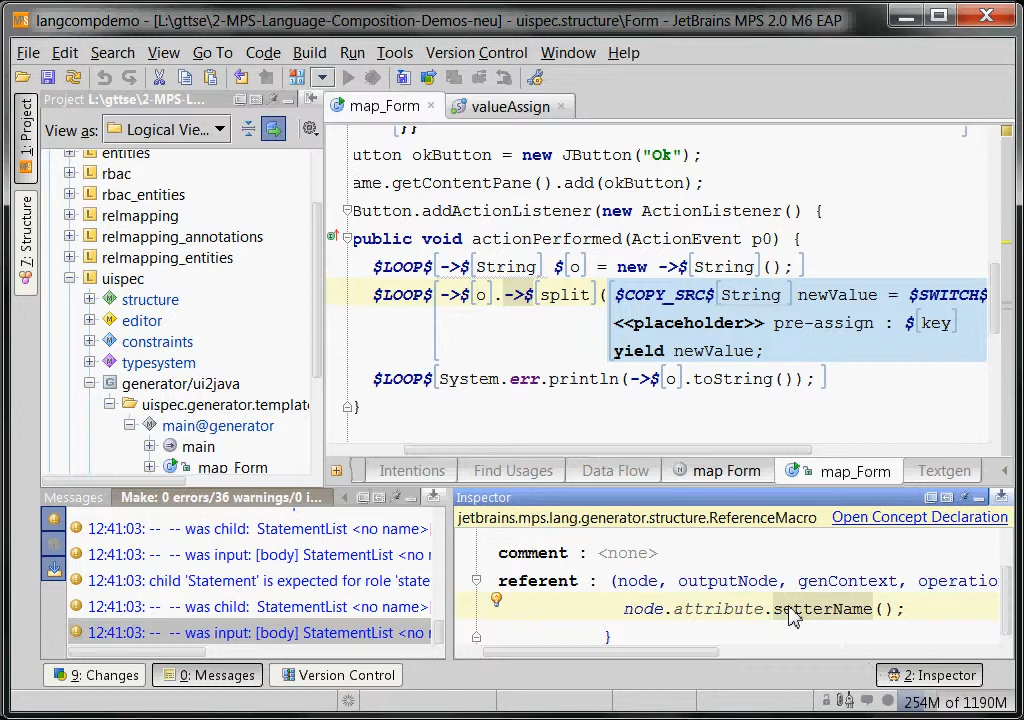 langcompdemo - [L:\gttse\2-MPS-Language-Composition-Demos-neu] - uispec.structure\Form - JetBrains MPS 2.0 M6 EAP
File Edit Search View Go To Code Build Run Tools Version Control Window Help
Project L:\gttse\2-MPS-L...
View as: Logical Vie...
1: Project
Z: Structure
entities
rbac
rbac_entities
relmapping
relmapping_annotations
relmapping_entities
uispec
structure
editor
constraints
typesystem
generator/ui2java
uispec.generator.templat
main@generator
main
map_Form
map_Form × valueAssign ×
utton okButton = new JButton("Ok");
ame.getContentPane().add(okButton);
Button.addActionListener(new ActionListener() {
public void actionPerformed(ActionEvent p0) {
$LOOP$[->$[String] $[o] = new ->$[String]();]
$LOOP$[->$[o].->$[split]($COPY_SRC$[String ]newValue = $SWITCH$
<<placeholder>> pre-assign : $[key]
yield newValue;
$LOOP$[System.err.println(->$[o].toString());]
}
Intentions Find Usages Data Flow map Form map_Form Textgen
Messages Make: 0 errors/36 warnings/0 i...
12:41:03: -- -- was child: StatementList <no name>
12:41:03: -- -- was input: [body] StatementList <no r
12:41:03: child 'Statement' is expected for role 'state
12:41:03: -- -- was child: StatementList <no name>
12:41:03: -- -- was input: [body] StatementList <no r
Inspector
jetbrains.mps.lang.generator.structure.ReferenceMacro Open Concept Declaration
comment : <none>
referent : (node, outputNode, genContext, operatio
node.attribute.setterName();
}
9: Changes 0: Messages Version Control 2: Inspector
254M of 1190M